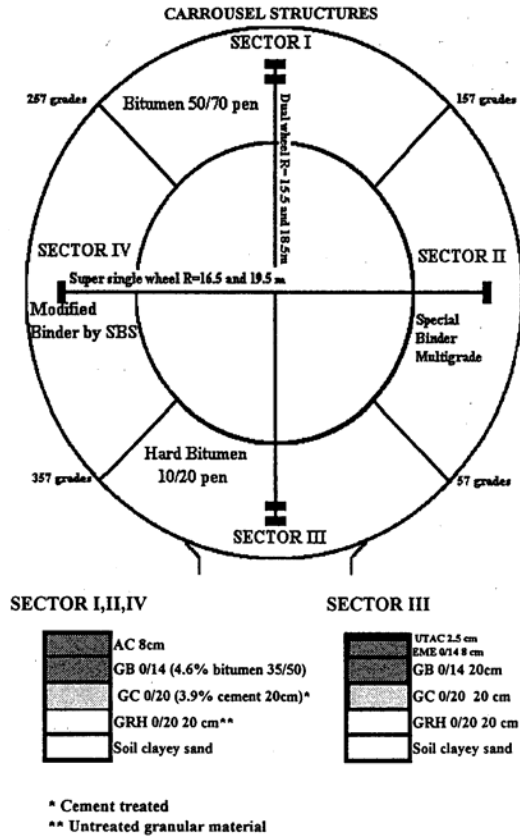 CARROUSEL STRUCTURES
SECTOR I
257 grades
Bitumen 50/70 pen
157 grades
Dual wheel R= 15.5 and 18.5m
SECTOR IV
SECTOR II
Super single wheel R=16.5 and 19.5 m
Modified
Binder by SBS
Special
Binder
Multigrade
Hard Bitumen
10/20 pen
357 grades
57 grades
SECTOR III
SECTOR I,II,IV
AC 8cm
GB 0/14 (4.6% bitumen 35/50)
GC 0/20 (3.9% cement 20cm)*
GRH 0/20 20 cm**
Soil clayey sand
SECTOR III
UTAC 2.5 cm
EME 0/14 8 cm
GB 0/14 20cm
GC 0/20 20 cm
GRH 0/20 20 cm
Soil clayey sand
* Cement treated
** Untreated granular material